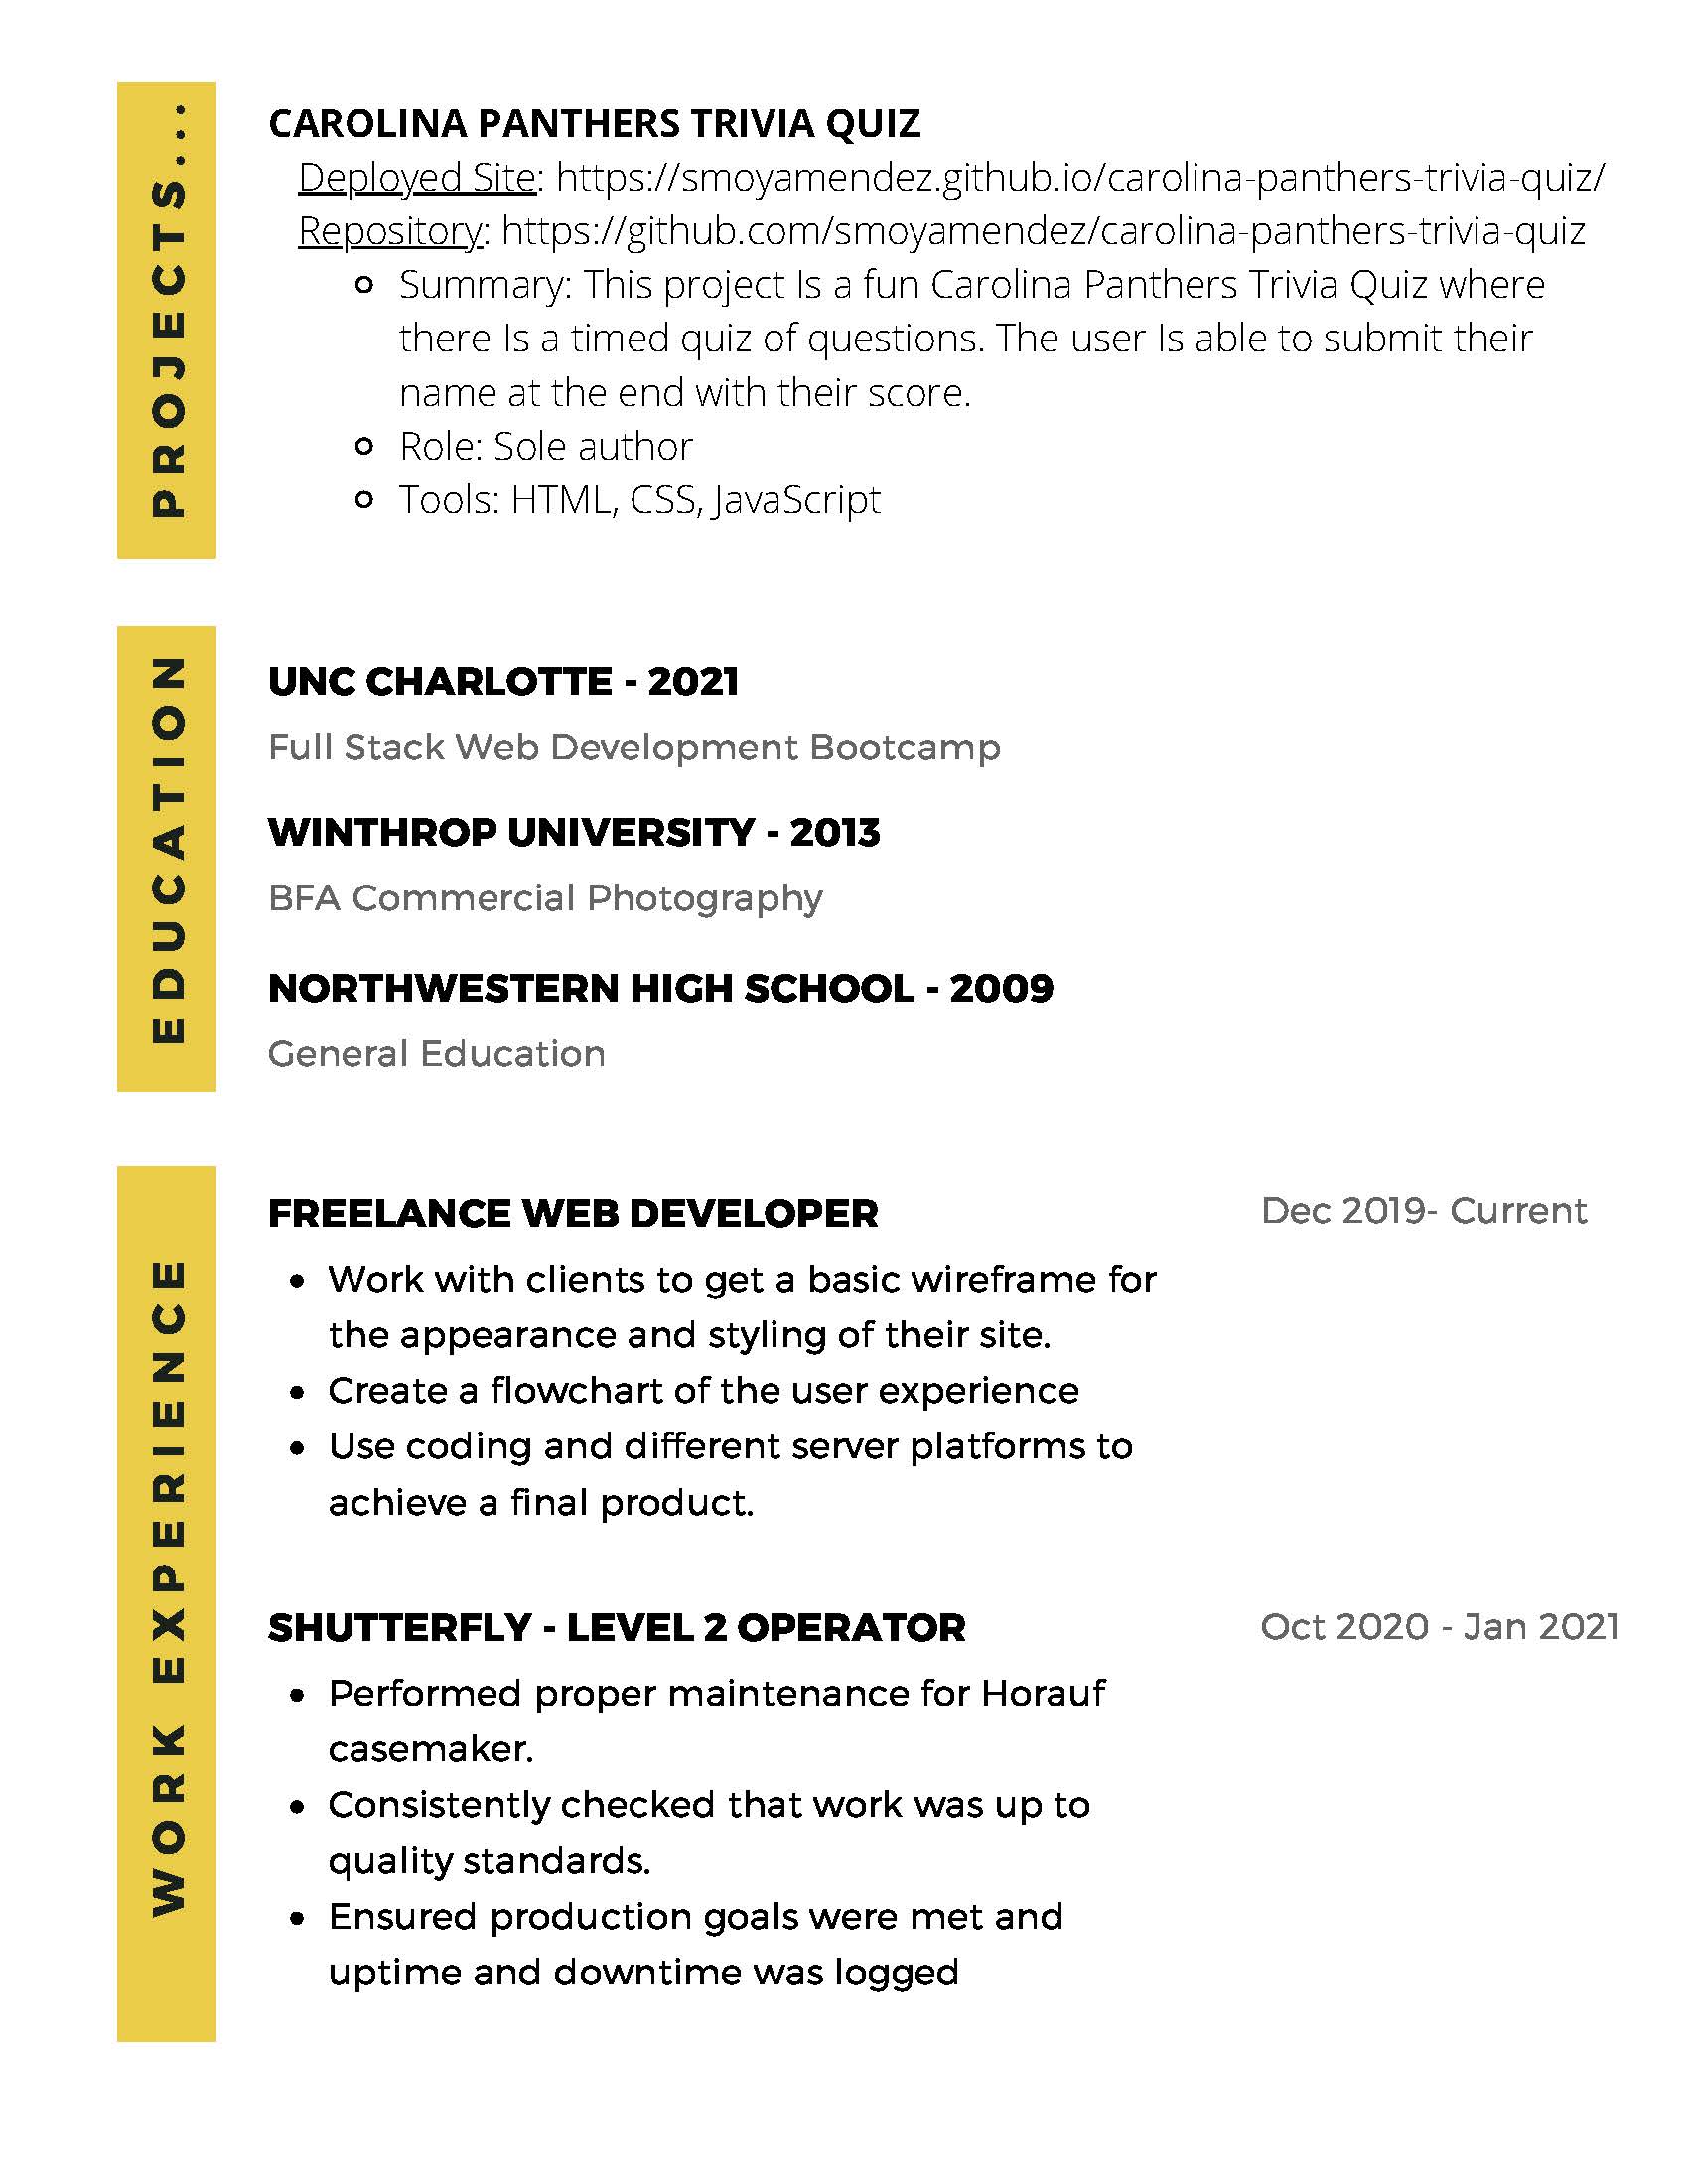 PROJECTS...
CAROLINA PANTHERS TRIVIA QUIZ
Deployed Site: https://smoyamendez.github.io/carolina-panthers-trivia-quiz/
Repository: https://github.com/smoyamendez/carolina-panthers-trivia-quiz
Summary: This project Is a fun Carolina Panthers Trivia Quiz where
there Is a timed quiz of questions. The user Is able to submit their
name at the end with their score.
Role: Sole author
Tools: HTML, CSS, JavaScript
EDUCATION
UNC CHARLOTTE - 2021
Full Stack Web Development Bootcamp
WINTHROP UNIVERSITY - 2013
BFA Commercial Photography
NORTHWESTERN HIGH SCHOOL - 2009
General Education
WORK EXPERIENCE
FREELANCE WEB DEVELOPER Dec 2019- Current
• Work with clients to get a basic wireframe for
the appearance and styling of their site.
• Create a flowchart of the user experience
• Use coding and different server platforms to
achieve a final product.
SHUTTERFLY - LEVEL 2 OPERATOR Oct 2020 - Jan 2021
• Performed proper maintenance for Horauf
casemaker.
• Consistently checked that work was up to
quality standards.
• Ensured production goals were met and
uptime and downtime was logged